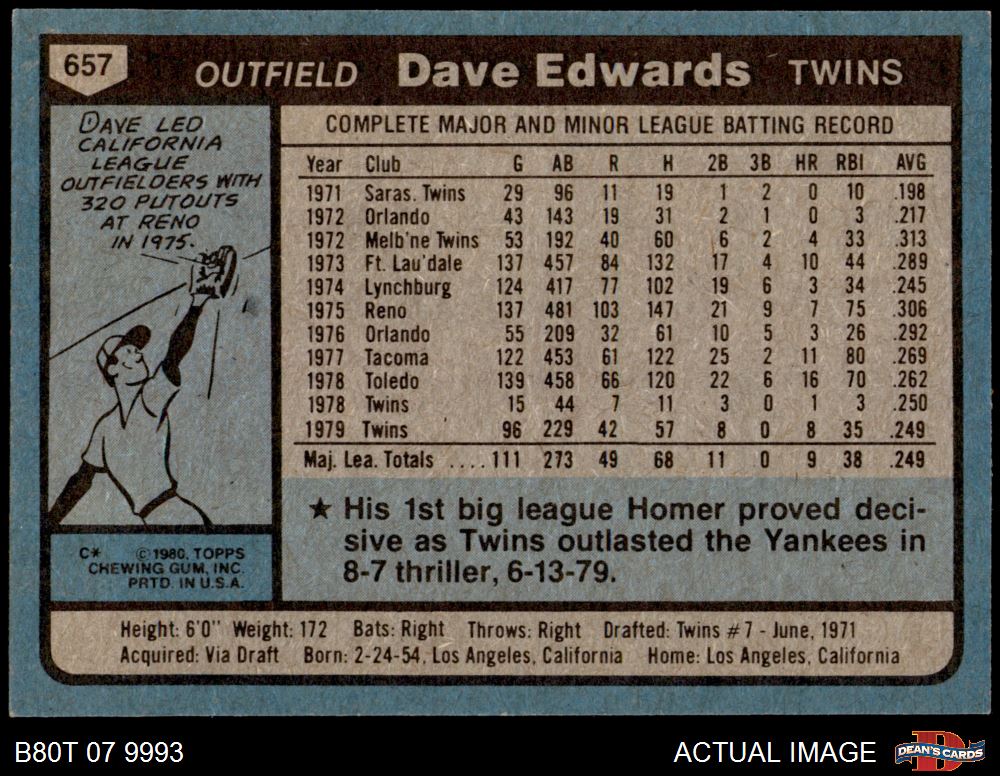 657 OUTFIELD Dave Edwards TWINS
DAVE LED
CALIFORNIA
LEAGUE
OUTFIELDERS WITH
320 PUTOUTS
AT RENO
IN 1975.
COMPLETE MAJOR AND MINOR LEAGUE BATTING RECORD
Year Club G AB R H 2B 3B HR RBI AVG
1971 Saras. Twins 29 96 11 19 1 2 0 10 .198
1972 Orlando 43 143 19 31 2 1 0 3 .217
1972 Melb'ne Twins 53 192 40 60 6 2 4 33 .313
1973 Ft. Lau'dale 137 457 84 132 17 4 10 44 .289
1974 Lynchburg 124 417 77 102 19 6 3 34 .245
1975 Reno 137 481 103 147 21 9 7 75 .306
1976 Orlando 55 209 32 61 10 5 3 26 .292
1977 Tacoma 122 453 61 122 25 2 11 80 .269
1978 Toledo 139 458 66 120 22 6 16 70 .262
1978 Twins 15 44 7 11 3 0 1 3 .250
1979 Twins 96 229 42 57 8 0 8 35 .249
Maj. Lea. Totals ....111 273 49 68 11 0 9 38 .249
★ His 1st big league Homer proved deci-
sive as Twins outlasted the Yankees in
8-7 thriller, 6-13-79.
C* © 1980, TOPPS
CHEWING GUM, INC.
PRTD. IN U.S.A.
Height: 6'0" Weight: 172 Bats: Right Throws: Right Drafted: Twins #7 - June, 1971
Acquired: Via Draft Born: 2-24-54, Los Angeles, California Home: Los Angeles, California
B80T 07 9993 ACTUAL IMAGE DEAN'S CARDS